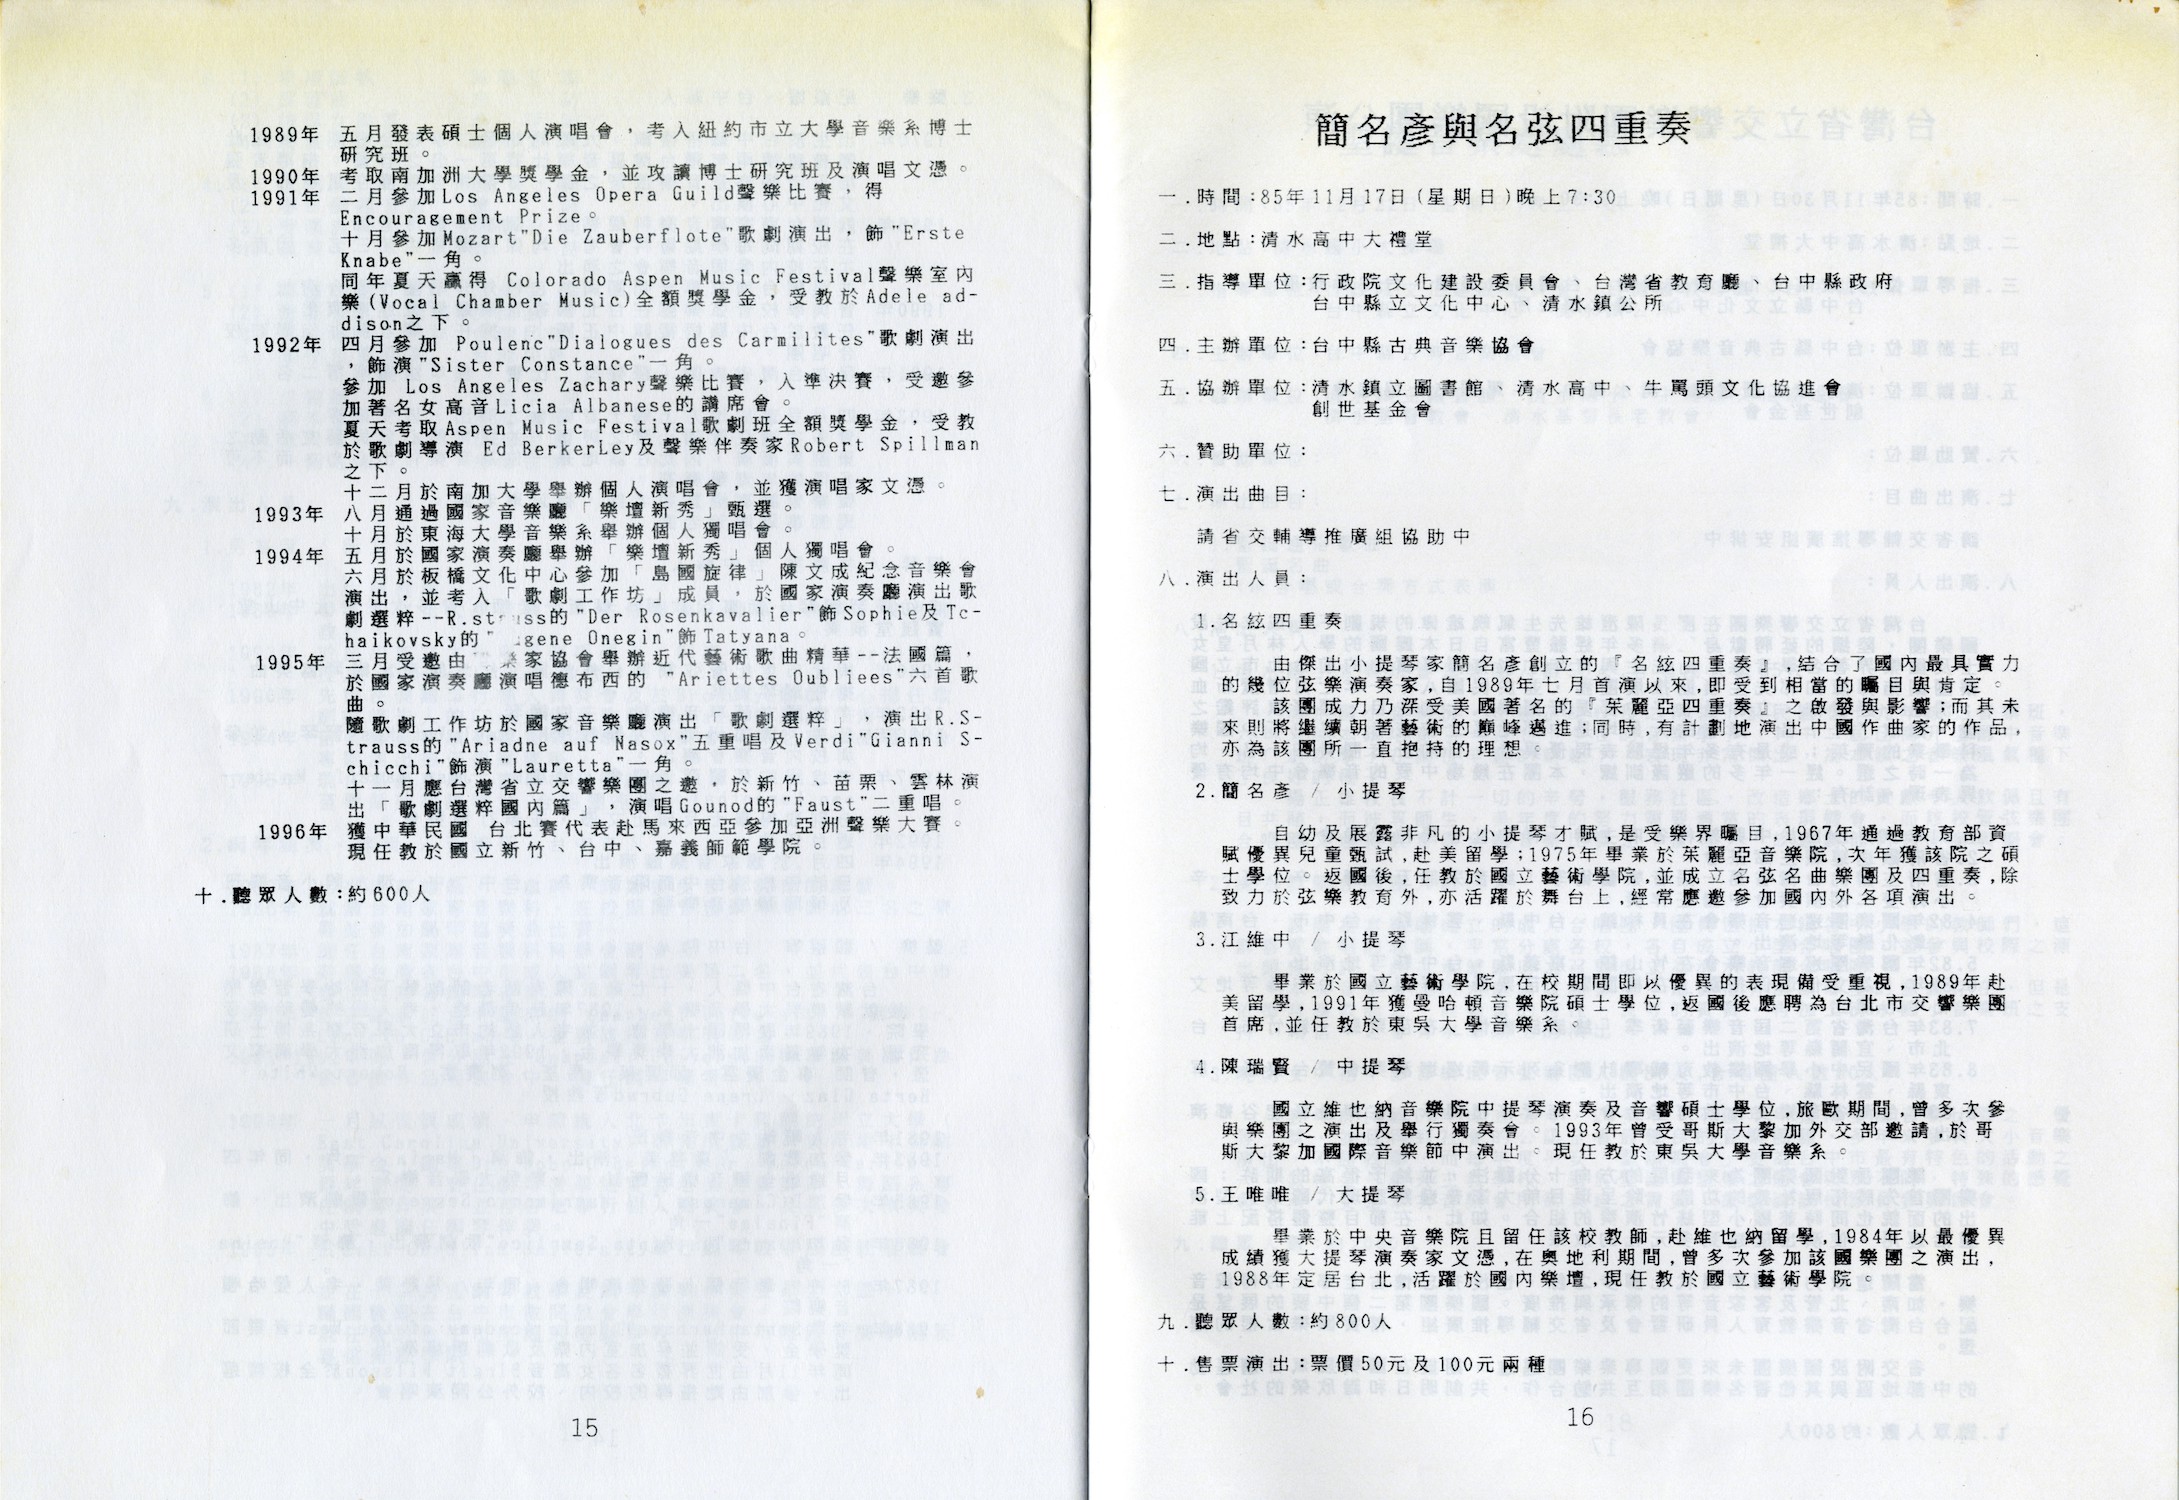 1989年 五月發表碩士個人演唱會，考入紐約市立大學音樂系博士
研究班。
1990年 考取南加洲大學獎學金，並攻讀博士研究班及演唱文憑。
1991年 二月參加Los Angeles Opera Guild聲樂比賽，得
Encouragement Prize。
十月參加Mozart"Die Zauberflote"歌劇演出，飾"Erste
Knabe"一角。
同年夏天贏得 Colorado Aspen Music Festival聲樂室內
樂(Vocal Chamber Music)全額獎學金，受教於Adele ad-
dison之下。
1992年 四月參加 Poulenc"Dialogues des Carmilites"歌劇演出
，飾演"Sister Constance"一角。
參加 Los Angeles Zachary聲樂比賽，入準決賽，受邀參
加著名女高音Licia Albanese的講席會。
夏天考取Aspen Music Festival歌劇班全額獎學金，受教
於歌劇導演 Ed BerkerLey及聲樂伴奏家Robert Spillman
之下。
十二月於南加大學舉辦個人演唱會，並獲演唱家文憑。
1993年 八月通過國家音樂廳「樂壇新秀」甄選。
十月於東海大學音樂系舉辦個人獨唱會。
1994年 五月於國家演奏廳舉辦「樂壇新秀」個人獨唱會。
六月於板橋文化中心參加「島國旋律」陳文成紀念音樂會
演出，並考入「歌劇工作坊」成員，於國家演奏廳演出歌
劇選粹--R.strauss的"Der Rosenkavalier"飾Sophie及Tc-
haikovsky的" gene Onegin"飾Tatyana。
1995年 三月受邀由 樂家協會舉辦近代藝術歌曲精華--法國篇，
於國家演奏廳演唱德布西的 "Ariettes Oubliees"六首歌
曲。
隨歌劇工作坊於國家音樂廳演出「歌劇選粹」，演出R.S-
trauss的"Ariadne auf Nasox"五重唱及Verdi"Gianni S-
chicchi"飾演"Lauretta"一角。
十一月應台灣省立交響樂團之邀，於新竹、苗栗、雲林演
出「歌劇選粹國內篇」，演唱Gounod的"Faust"二重唱。
1996年 獲中華民國 台北賽代表赴馬來西亞參加亞洲聲樂大賽。
現任教於國立新竹、台中、嘉義師範學院。
十.聽眾人數：約600人
15
簡名彥與名弦四重奏
一.時間：85年11月17日(星期日)晚上7:30
二.地點：清水高中大禮堂
三.指導單位：行政院文化建設委員會、台灣省教育廳、台中縣政府
台中縣立文化中心、清水鎮公所
四.主辦單位：台中縣古典音樂協會
五.協辦單位：清水鎮立圖書館、清水高中、牛罵頭文化協進會
創世基金會
六.贊助單位：
七.演出曲目：
請省交輔導推廣組協助中
八.演出人員：
1.名絃四重奏
由傑出小提琴家簡名彥創立的『名絃四重奏』,結合了國內最具實力
的幾位弦樂演奏家,自1989年七月首演以來,即受到相當的矚目與肯定。
該團成力乃深受美國著名的『茱麗亞四重奏』之啟發與影響;而其未
來則將繼續朝著藝術的巔峰邁進;同時,有計劃地演出中國作曲家的作品,
亦為該團所一直抱持的理想。
2.簡名彥 / 小提琴
自幼及展露非凡的小提琴才賦,是受樂界矚目,1967年通過教育部資
賦優異兒童甄試,赴美留學;1975年畢業於茱麗亞音樂院,次年獲該院之碩
士學位。返國後,任教於國立藝術學院,並成立名弦名曲樂團及四重奏,除
致力於弦樂教育外,亦活躍於舞台上,經常應邀參加國內外各項演出。
3.江維中 / 小提琴
畢業於國立藝術學院,在校期間即以優異的表現備受重視,1989年赴
美留學,1991年獲曼哈頓音樂院碩士學位,返國後應聘為台北市交響樂團
首席,並任教於東吳大學音樂系。
4.陳瑞賢 / 中提琴
國立維也納音樂院中提琴演奏及音響碩士學位,旅歐期間,曾多次參
與樂團之演出及舉行獨奏會。1993年曾受哥斯大黎加外交部邀請,於哥
斯大黎加國際音樂節中演出。現任教於東吳大學音樂系。
5.王唯唯 / 大提琴
畢業於中央音樂院且留任該校教師,赴維也納留學,1984年以最優異
成績獲大提琴演奏家文憑,在奧地利期間,曾多次參加該國樂團之演出,
1988年定居台北,活躍於國內樂壇,現任教於國立藝術學院。
九.聽眾人數：約800人
十.售票演出：票價50元及100元兩種
16